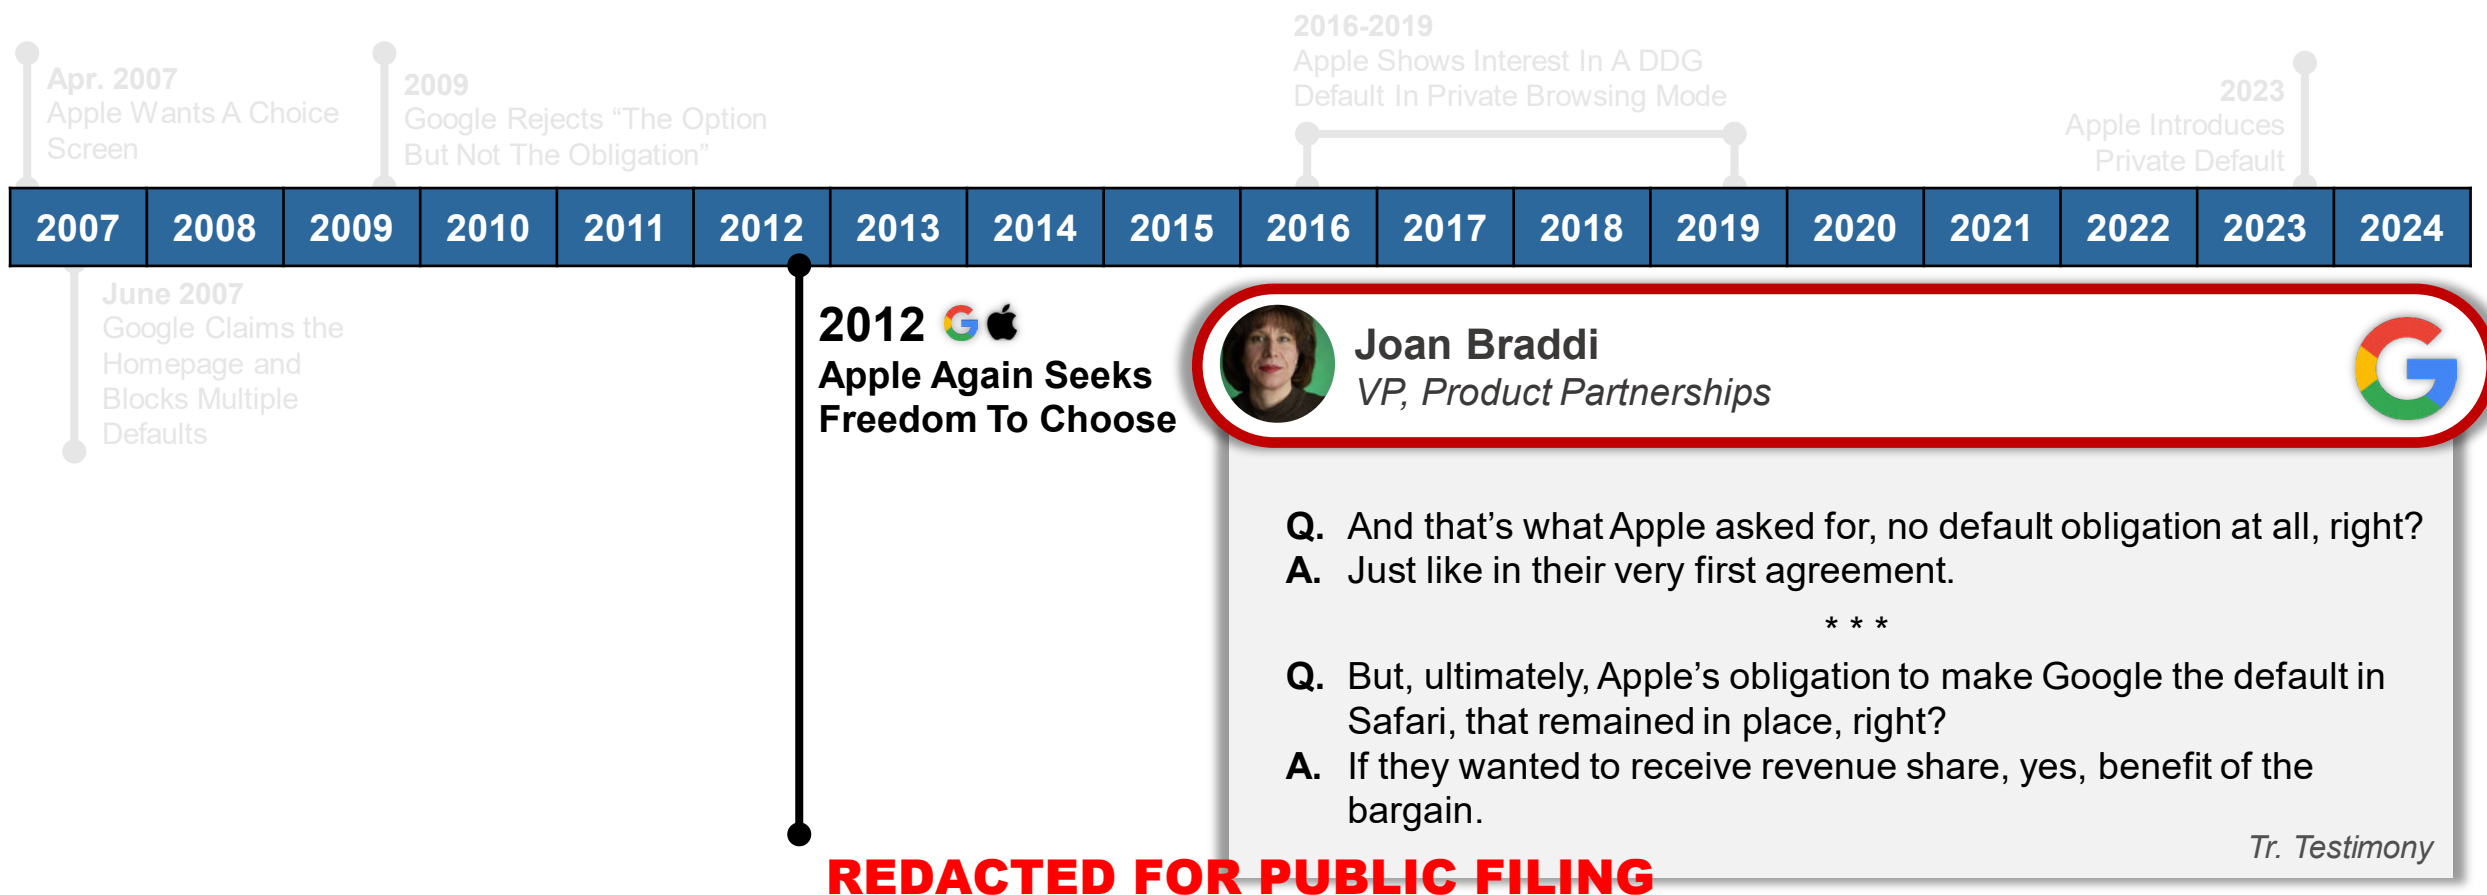 2016-2019
Apple Shows Interest In A DDG
Default In Private Browsing Mode
Apr. 2007
Apple Wants A Choice
Screen
2009
Google Rejects “The Option
But Not The Obligation”
2023
Apple Introduces
Private Default
2007 2008 2009 2010 2011 2012 2013 2014 2015 2016 2017 2018 2019 2020 2021 2022 2023 2024
June 2007
Google Claims the
Homepage and
Blocks Multiple
Defaults
2012
Apple Again Seeks
Freedom To Choose
Joan Braddi
VP, Product Partnerships
Q. And that’s what Apple asked for, no default obligation at all, right?
A. Just like in their very first agreement.
* * *
Q. But, ultimately, Apple’s obligation to make Google the default in
Safari, that remained in place, right?
A. If they wanted to receive revenue share, yes, benefit of the
bargain.
Tr. Testimony
REDACTED FOR PUBLIC FILING